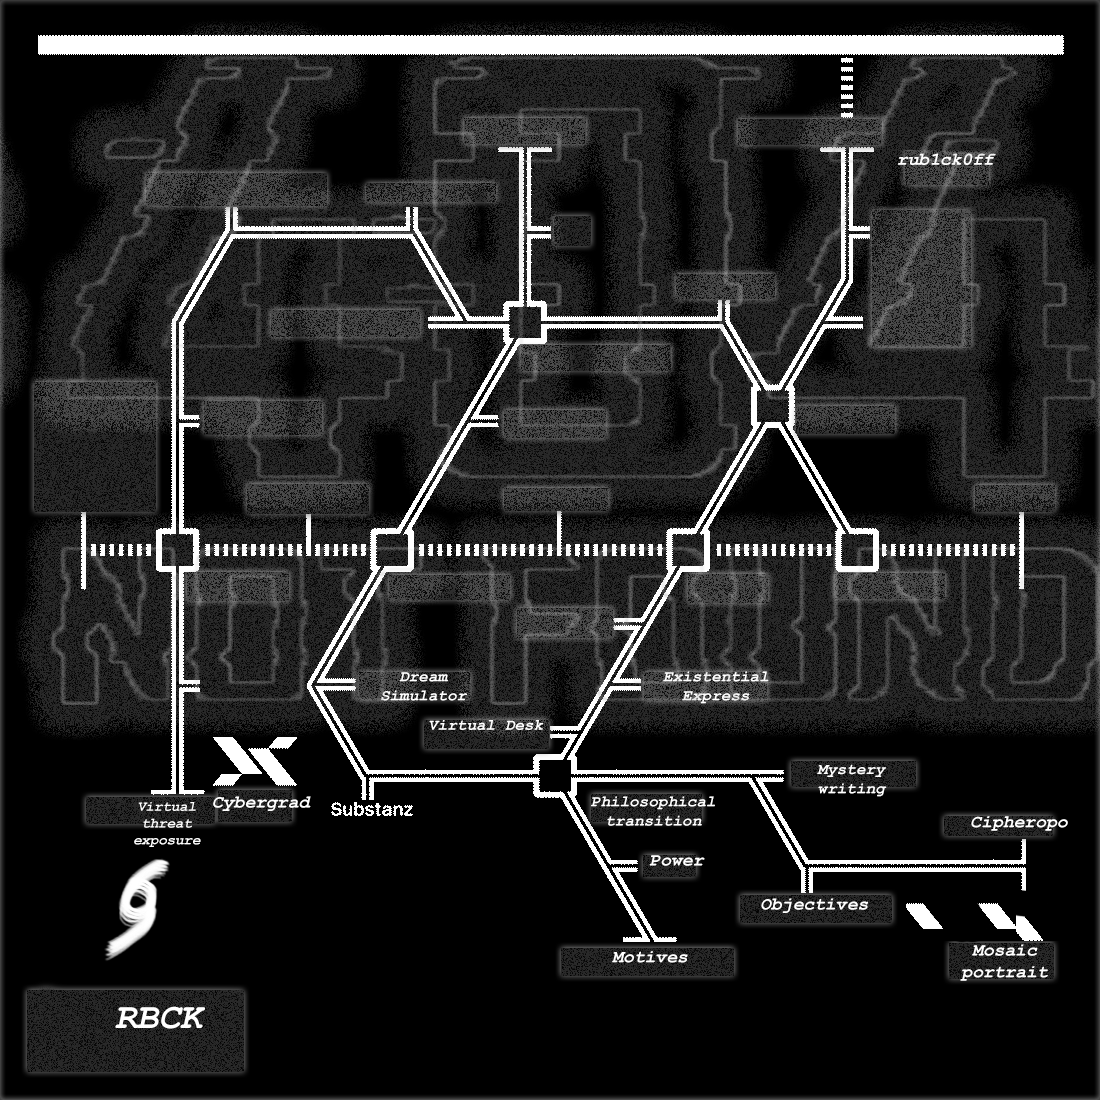 rub1ck0ff
Dream
Simulator
Existential
Express
Virtual Desk
Mystery
writing
Virtual
threat
exposure
Cybergrad
Substanz
Philosophical
transition
Cipheropo
Power
Objectives
Motives
Mosaic
portrait
RBCK